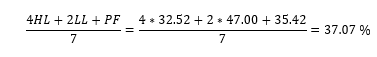 4HL + 2LL + PF / 7 = 4 * 32.52 + 2 * 47.00 + 35.42 / 7 = 37.07 %